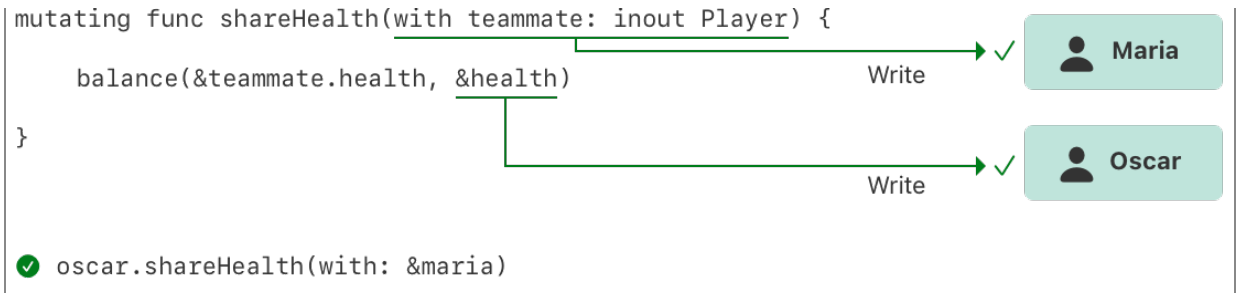 mutating func shareHealth(with teammate: inout Player) {
Maria
Write
balance(&teammate.health, &health)
}
Oscar
Write
oscar.shareHealth(with: &maria)